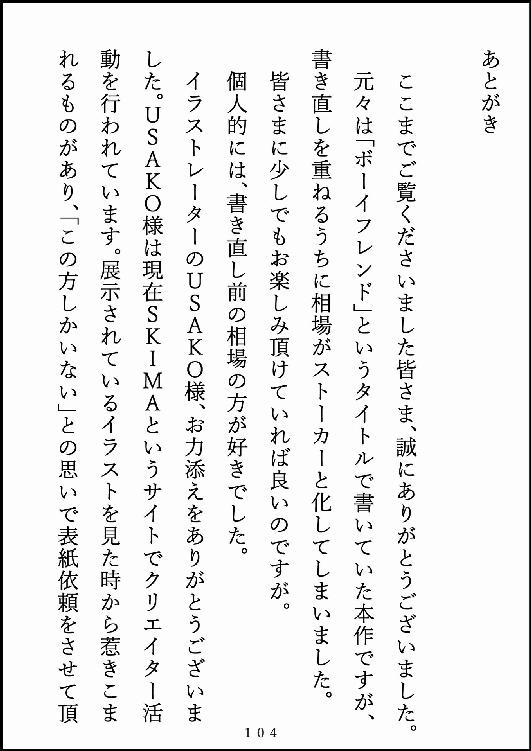 あとがき
ここまでご覧くださいました皆さま、誠にありがとうございました。
元々は「ボーイフレンド」というタイトルで書いていた本作ですが、
書き直しを重ねるうちに相場がストーカーと化してしまいました。
皆さまに少しでもお楽しみ頂けていれば良いのですが。
個人的には、書き直し前の相場の方が好きでした。
イラストレーターのＵＳＡＫＯ様、お力添えをありがとうございま
した。ＵＳＡＫＯ様は現在ＳＫＩＭＡというサイトでクリエイター活
動を行われています。展示されているイラストを見た時から惹きこま
れるものがあり、「この方しかいない」との思いで表紙依頼をさせて頂
104